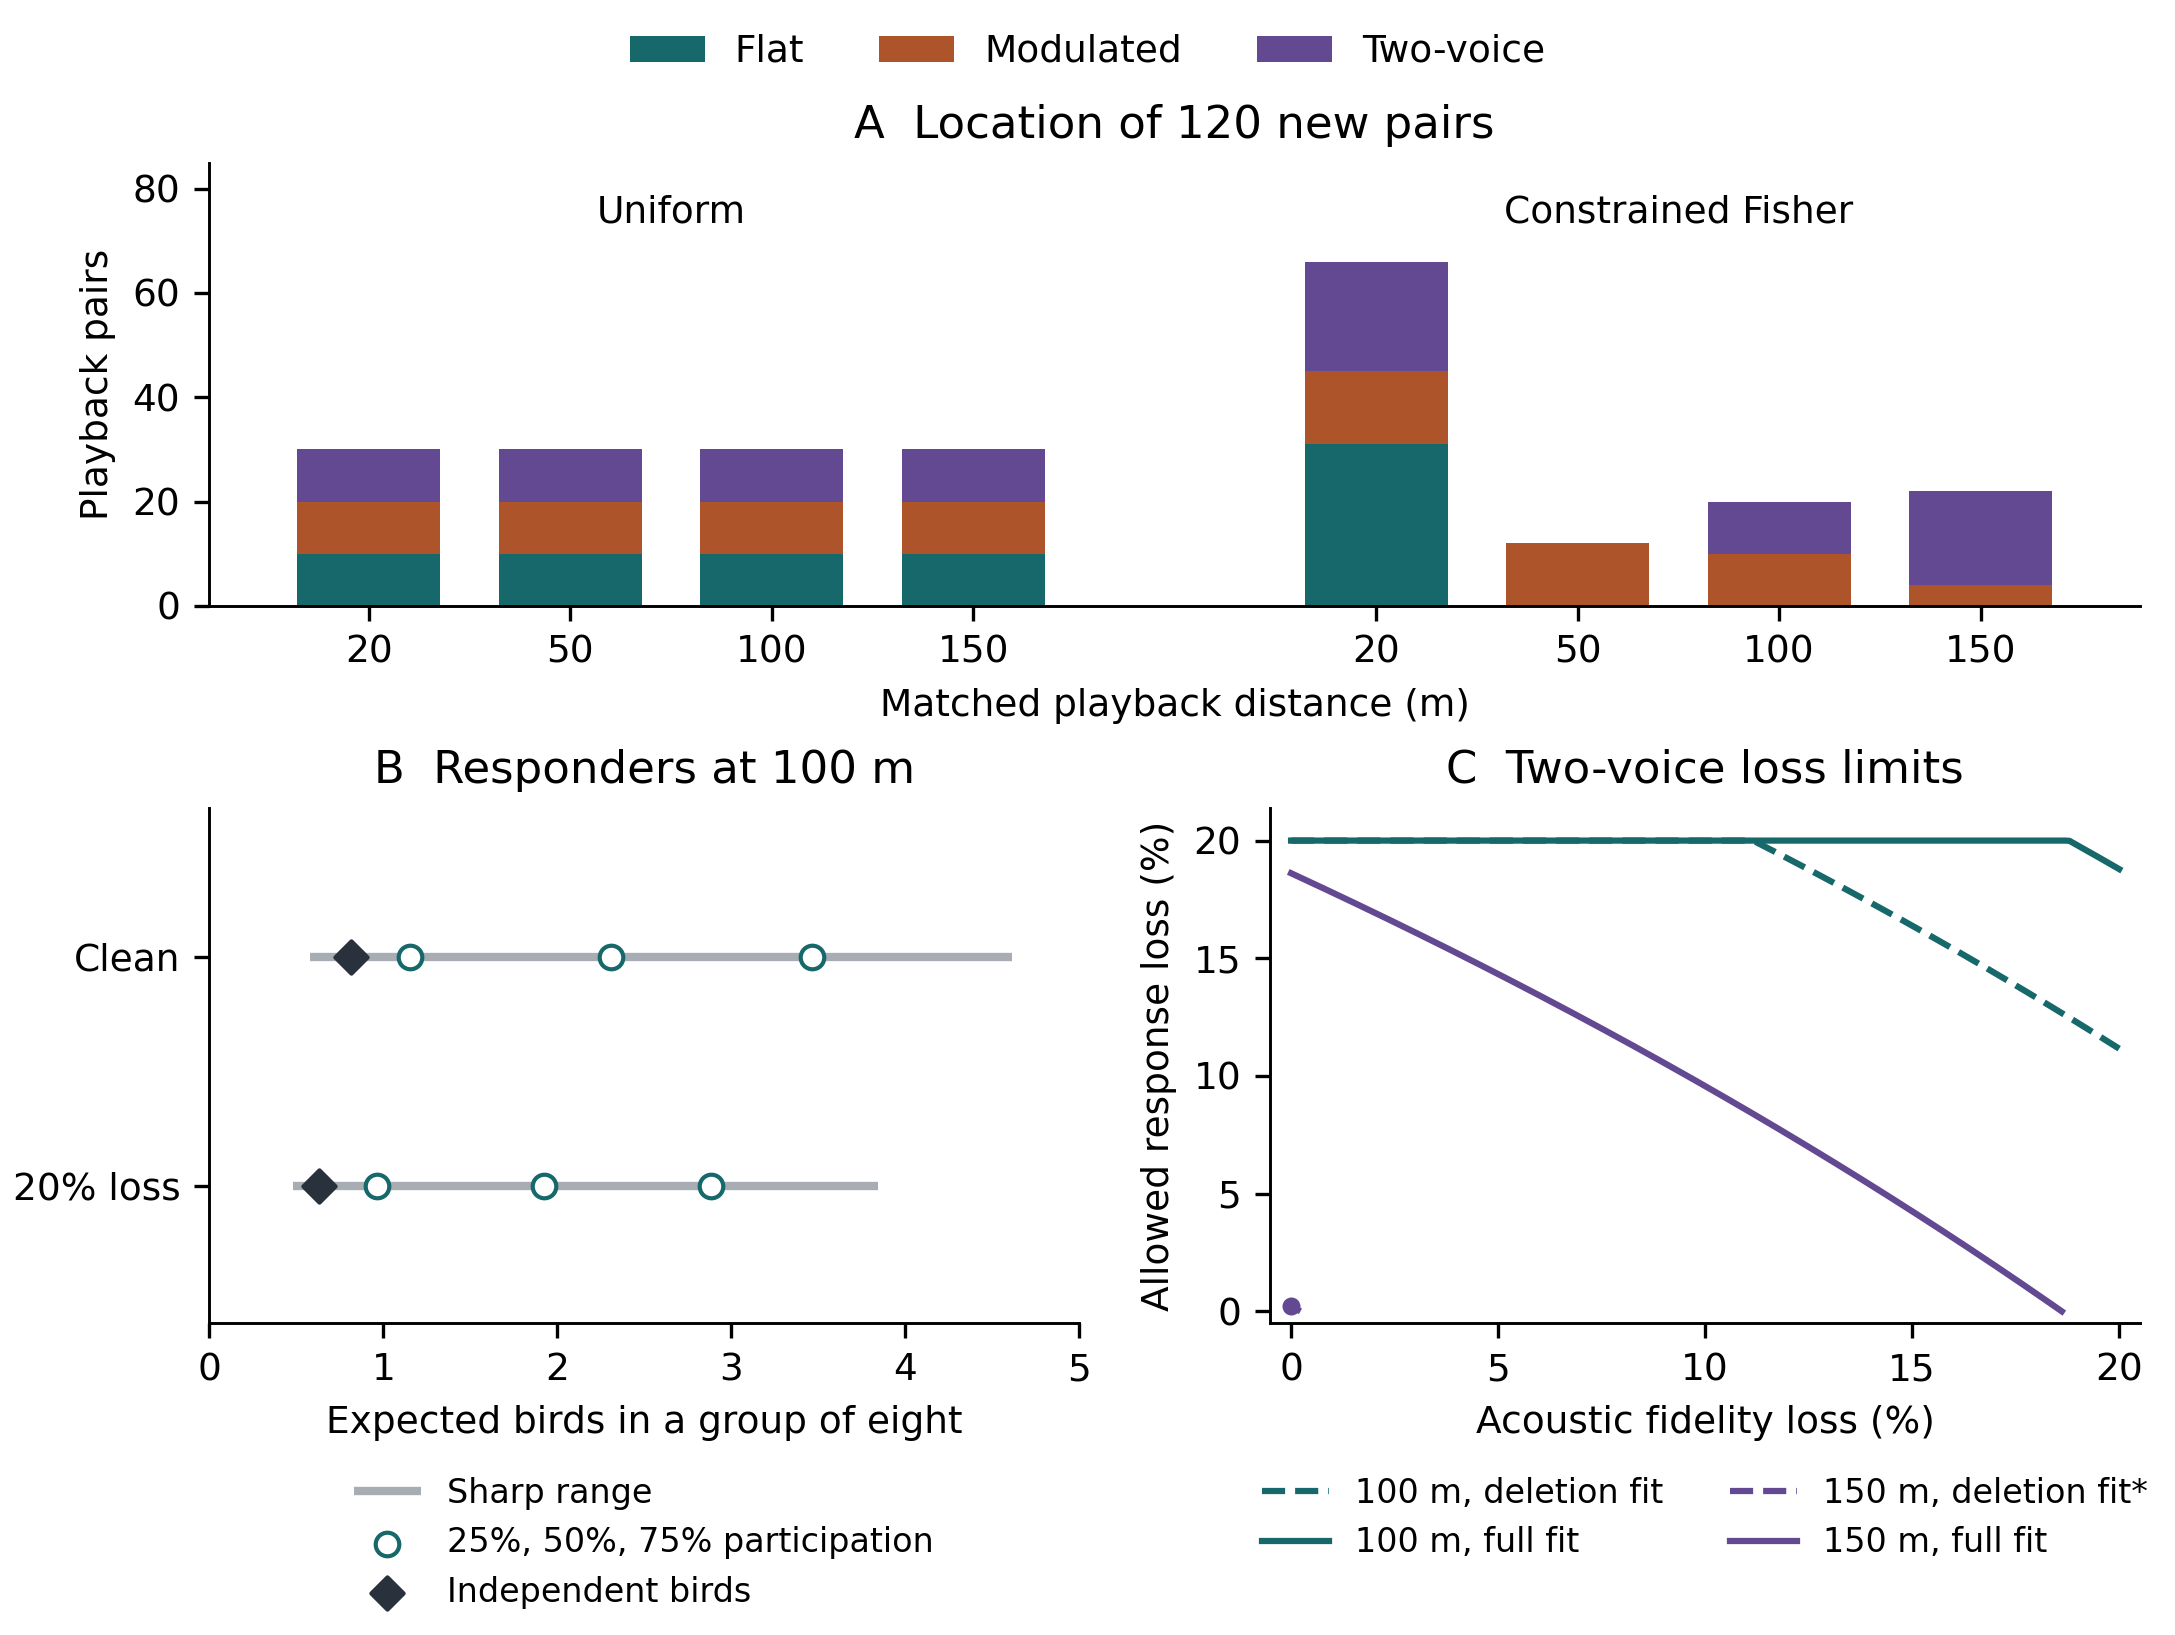 Flat Modulated Two-voice
A Location of 120 new pairs
Uniform Constrained Fisher
Playback pairs
80
60
40
20
0
20 50 100 150 20 50 100 150
Matched playback distance (m)
B Responders at 100 m
Clean
20% loss
0 1 2 3 4 5
Expected birds in a group of eight
Sharp range
25%, 50%, 75% participation
Independent birds
C Two-voice loss limits
Allowed response loss (%)
20
15
10
5
0
0 5 10 15 20
Acoustic fidelity loss (%)
100 m, deletion fit 150 m, deletion fit*
100 m, full fit 150 m, full fit